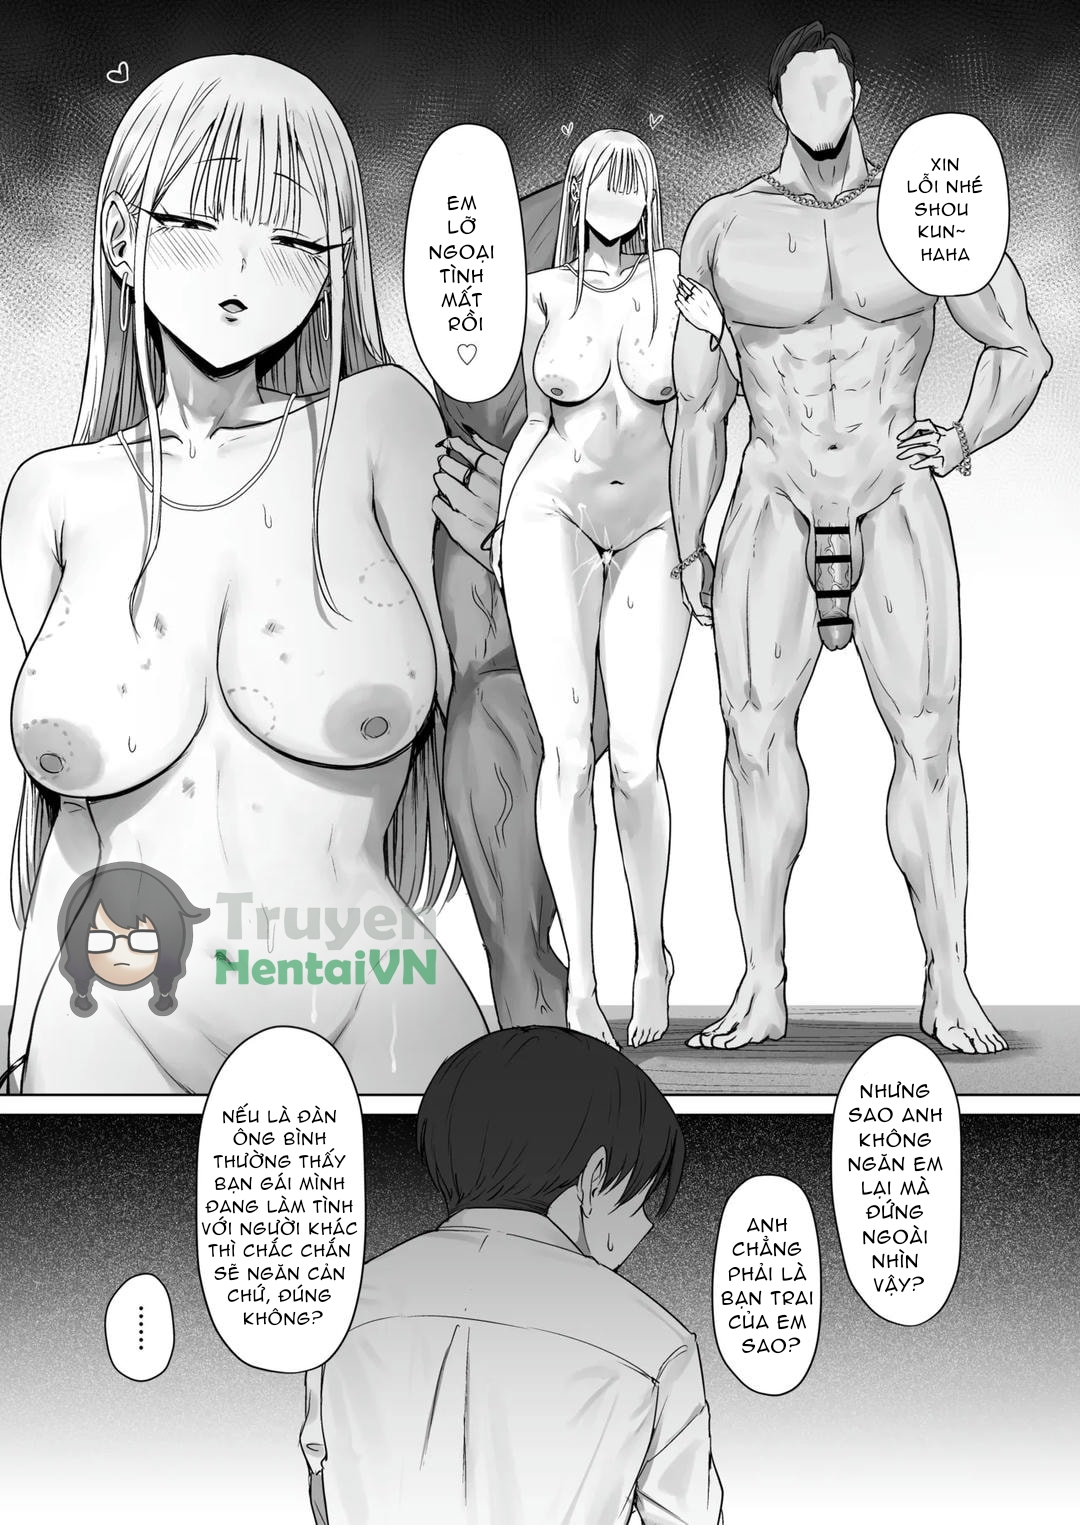 XIN
LỖI NHÉ
SHOU
KUN~
HAHA
EM
LỠ
NGOẠI
TÌNH
MẤT
RỒI
♡
Truyen
HentaiVN
NHƯNG
SAO ANH
KHÔNG
NGĂN EM
LẠI MÀ
ĐỨNG
NGOÀI
NHÌN
VẬY?
ANH
CHẲNG
PHẢI LÀ
BẠN TRAI
CỦA EM
SAO?
NẾU LÀ ĐÀN
ÔNG BÌNH
THƯỜNG THẤY
BẠN GÁI MÌNH
ĐANG LÀM TÌNH
VỚI NGƯỜI KHÁC
THÌ CHẮC CHẮN
SẼ NGĂN CẢN
CHỨ, ĐÚNG
KHÔNG?
......